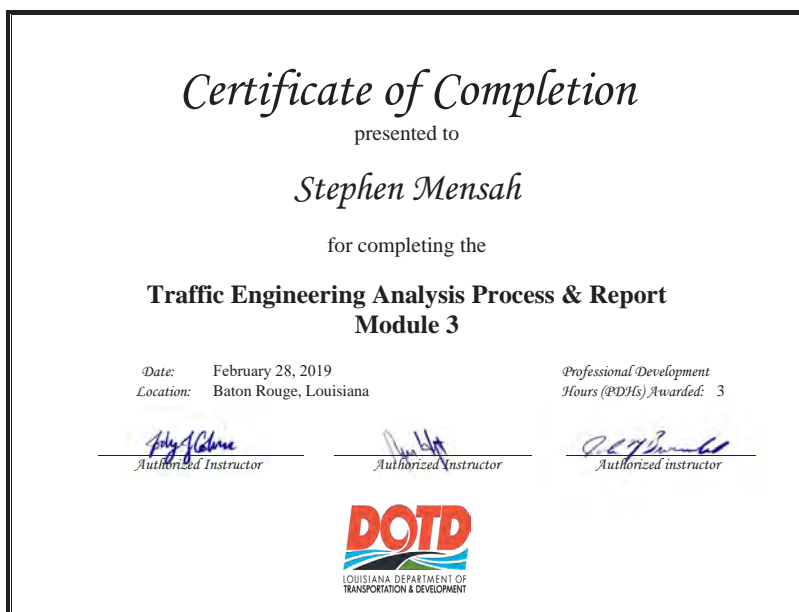 Certificate of Completion
presented to
Stephen Mensah
for completing the
Traffic Engineering Analysis Process & Report
Module 3
Date: February 28, 2019
Location: Baton Rouge, Louisiana
Professional Development
Hours (PDHs) Awarded: 3
Authorized Instructor
Authorized Instructor
Authorized instructor
DOTD
LOUISIANA DEPARTMENT OF
TRANSPORTATION & DEVELOPMENT